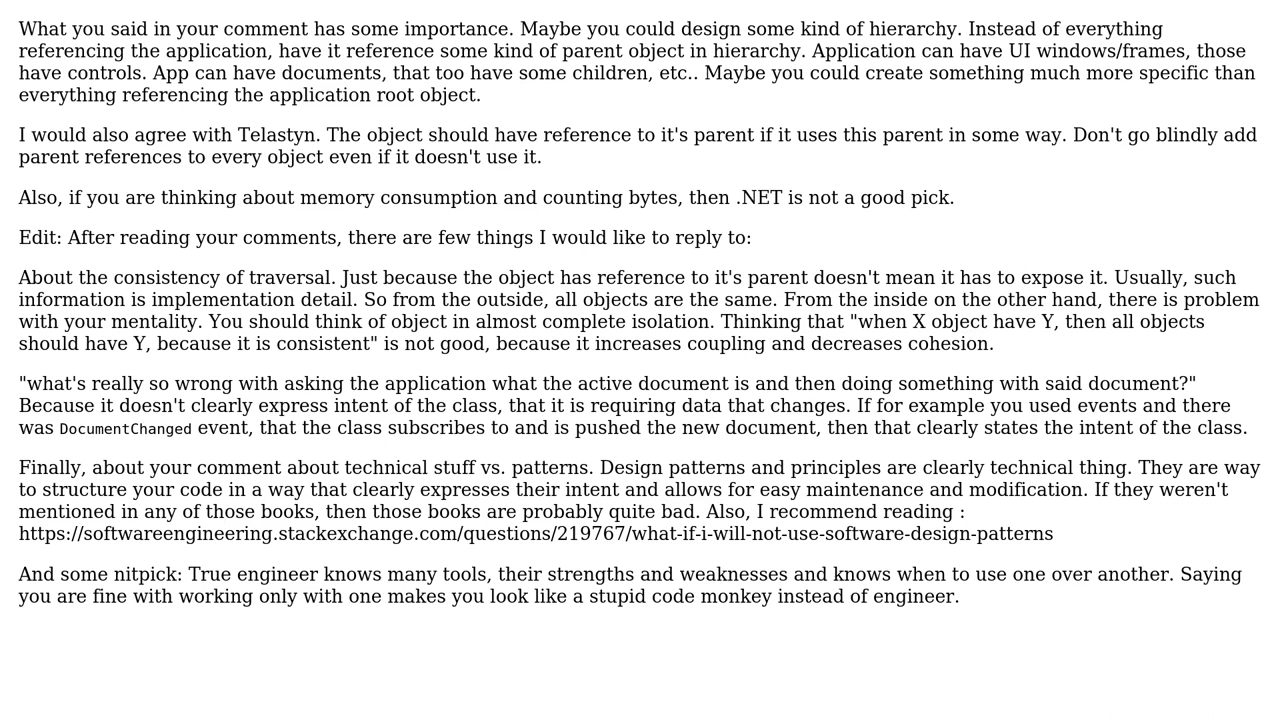 What you said in your comment has some importance. Maybe you could design some kind of hierarchy. Instead of everything
referencing the application, have it reference some kind of parent object in hierarchy. Application can have UI windows/frames, those
have controls. App can have documents, that too have some children, etc.. Maybe you could create something much more specific than
everything referencing the application root object.
I would also agree with Telastyn. The object should have reference to it's parent if it uses this parent in some way. Don't go blindly add
parent references to every object even if it doesn't use it.
Also, if you are thinking about memory consumption and counting bytes, then .NET is not a good pick.
Edit: After reading your comments, there are few things I would like to reply to:
About the consistency of traversal. Just because the object has reference to it's parent doesn't mean it has to expose it. Usually, such
information is implementation detail. So from the outside, all objects are the same. From the inside on the other hand, there is problem
with your mentality. You should think of object in almost complete isolation. Thinking that "when X object have Y, then all objects
should have Y, because it is consistent" is not good, because it increases coupling and decreases cohesion.
"what's really so wrong with asking the application what the active document is and then doing something with said document?"
Because it doesn't clearly express intent of the class, that it is requiring data that changes. If for example you used events and there
was DocumentChanged event, that the class subscribes to and is pushed the new document, then that clearly states the intent of the class.
Finally, about your comment about technical stuff vs. patterns. Design patterns and principles are clearly technical thing. They are way
to structure your code in a way that clearly expresses their intent and allows for easy maintenance and modification. If they weren't
mentioned in any of those books, then those books are probably quite bad. Also, I recommend reading :
https://softwareengineering.stackexchange.com/questions/219767/what-if-i-will-not-use-software-design-patterns
And some nitpick: True engineer knows many tools, their strengths and weaknesses and knows when to use one over another. Saying
you are fine with working only with one makes you look like a stupid code monkey instead of engineer.